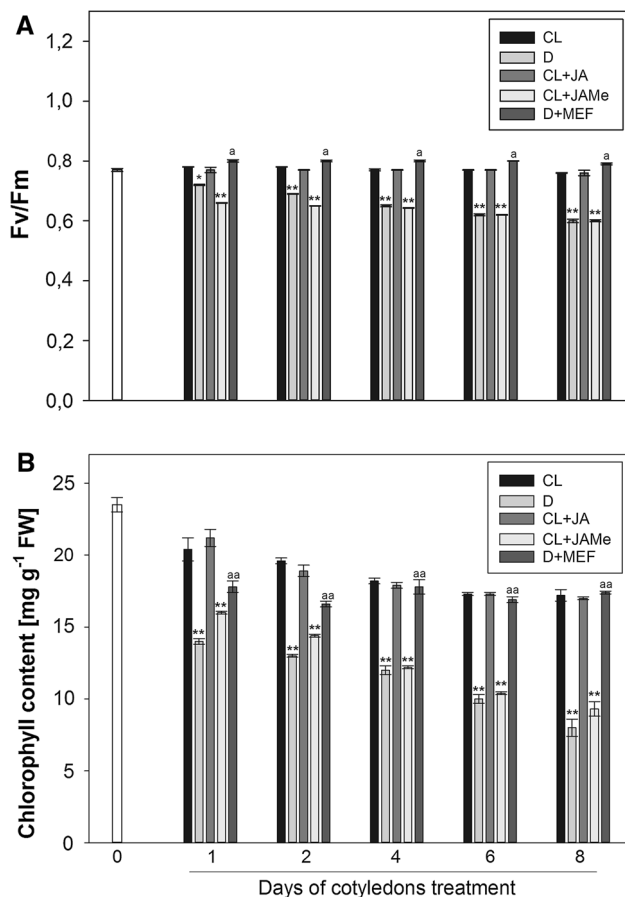 A
1,2
1,0
0,8
0,6
0,4
0,2
0,0
Fv/Fm
CL
D
CL+JA
CL+JAMe
D+MEF
* ** a
** ** a
** ** a
** ** a
** ** a
B
25
20
15
10
5
0
Chlorophyll content [mg g-1 FW]
CL
D
CL+JA
CL+JAMe
D+MEF
** ** aa
** ** aa
** ** aa
** ** aa
** ** aa
0 1 2 4 6 8
Days of cotyledons treatment